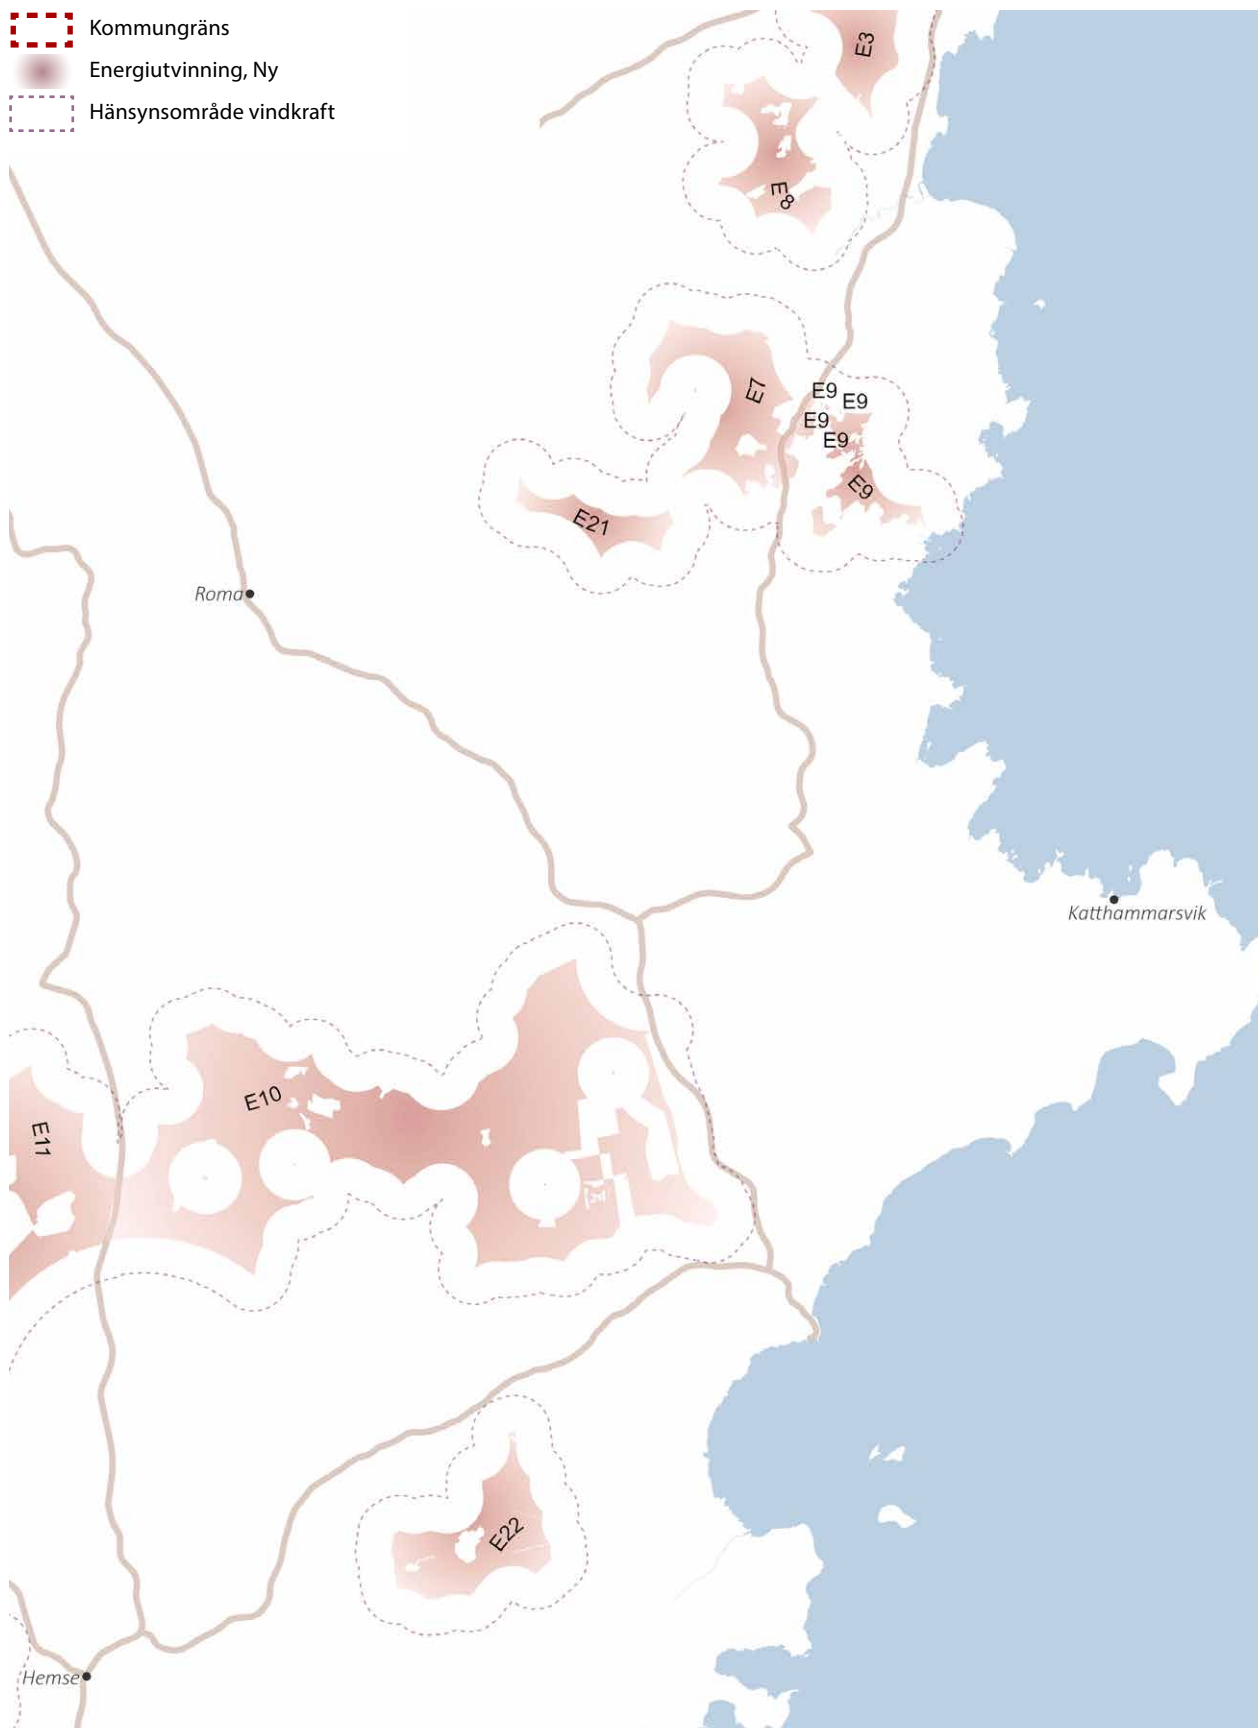 Kommungräns
Energiutvinning, Ny
Hänsynsområde vindkraft
E3
E8
E7
E9
E9
E9
E9
E9
E21
Roma
Katthammarsvik
E10
E11
E22
Hemse